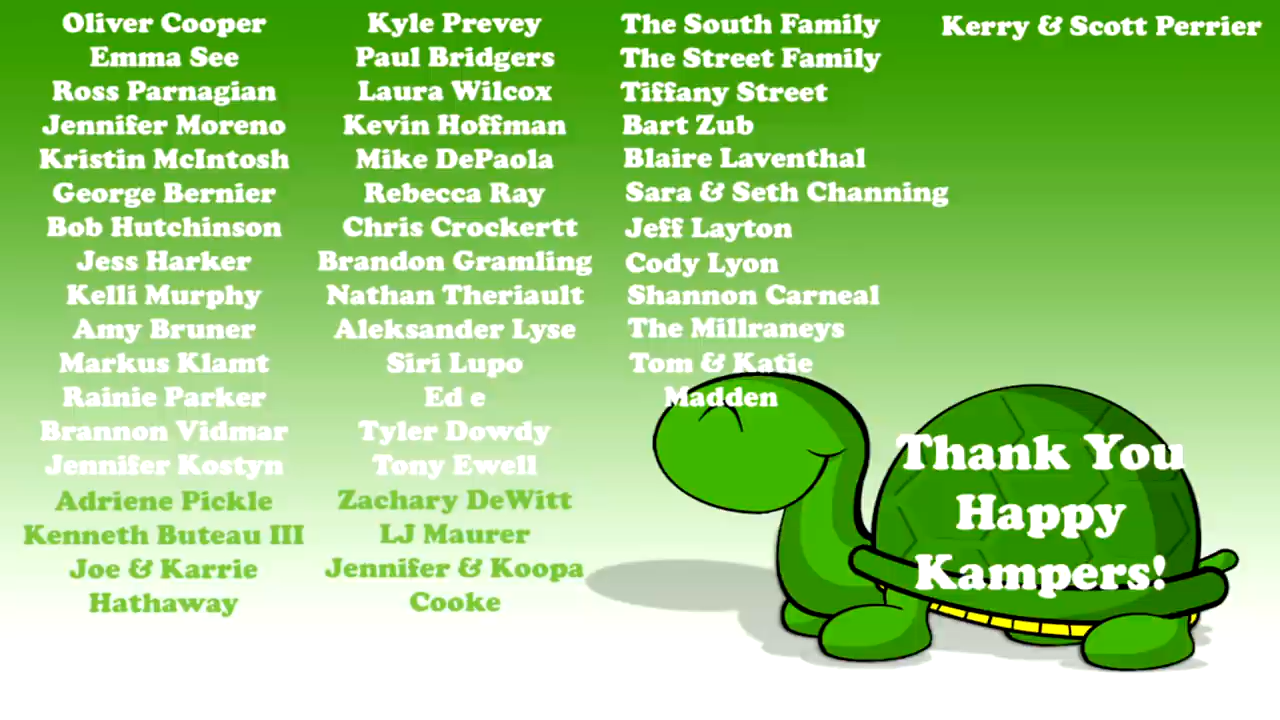 Oliver Cooper
Emma See
Ross Parnagian
Jennifer Moreno
Kristin McIntosh
George Bernier
Bob Hutchinson
Jess Harker
Kelli Murphy
Amy Bruner
Markus Klamt
Rainie Parker
Brannon Vidmar
Jennifer Kostyn
Adriene Pickle
Kenneth Buteau III
Joe & Karrie
Hathaway
Kyle Prevey
Paul Bridgers
Laura Wilcox
Kevin Hoffman
Mike DePaola
Rebecca Ray
Chris Crockertt
Brandon Gramling
Nathan Theriault
Aleksander Lyse
Siri Lupo
Ed e
Tyler Dowdy
Tony Ewell
Zachary DeWitt
LJ Maurer
Jennifer & Koopa
Cooke
The South Family
The Street Family
Tiffany Street
Bart Zub
Blaire Laventhal
Sara & Seth Channing
Jeff Layton
Cody Lyon
Shannon Carneal
The Millraneys
Tom & Katie
Madden
Kerry & Scott Perrier
Thank You
Happy
Kampers!